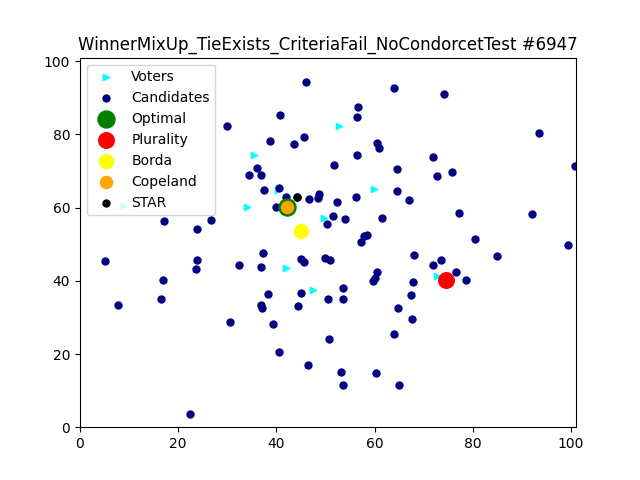 WinnerMixUp_TieExists_CriteriaFail_NoCondorcetTest #6947
100
80
60
40
20
0
0 20 40 60 80 100
Voters
Candidates
Optimal
Plurality
Borda
Copeland
STAR